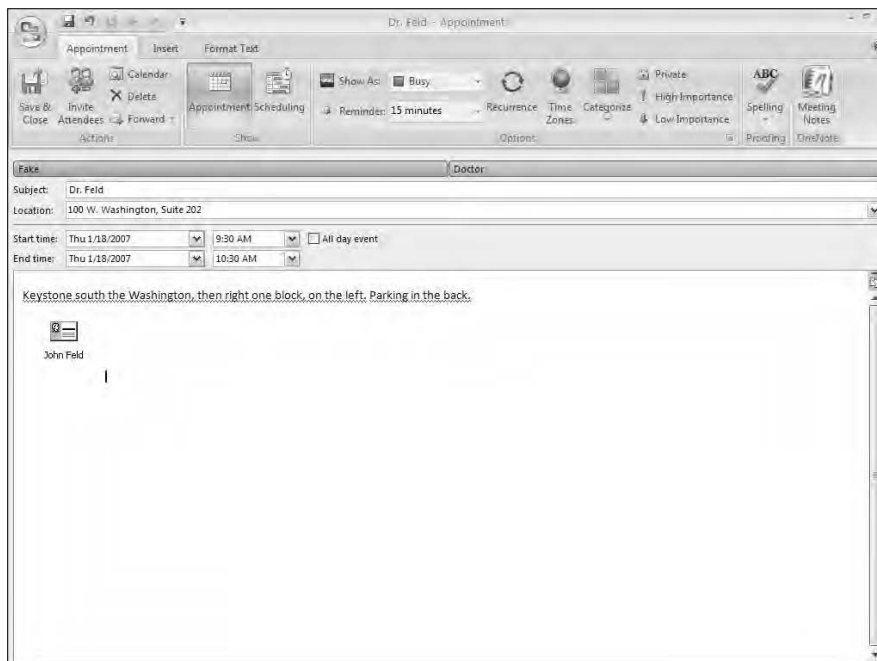 Dr. Feld - Appointment
Appointment Insert Format Text
Save & Close
Invite Attendees
Calendar
Delete
Forward
Actions
Appointment
Scheduling
Show
Show As: Busy
Reminder: 15 minutes
Recurrence
Time Zones
Categorize
Private
High Importance
Low Importance
Options
ABC
Spelling
Proofing
Meeting Notes
OneNote
Fake Doctor
Subject: Dr. Feld
Location: 100 W. Washington, Suite 202
Start time: Thu 1/18/2007 9:30 AM All day event
End time: Thu 1/18/2007 10:30 AM
Keystone south the Washington, then right one block, on the left. Parking in the back.
John Feld